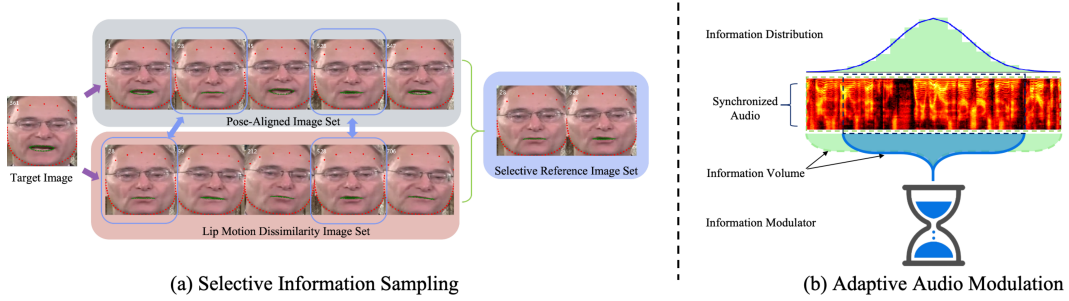 Target Image
Pose-Aligned Image Set
Lip Motion Dissimilarity Image Set
Selective Reference Image Set
(a) Selective Information Sampling
Information Distribution
Synchronized
Audio
Information Volume
Information Modulator
(b) Adaptive Audio Modulation